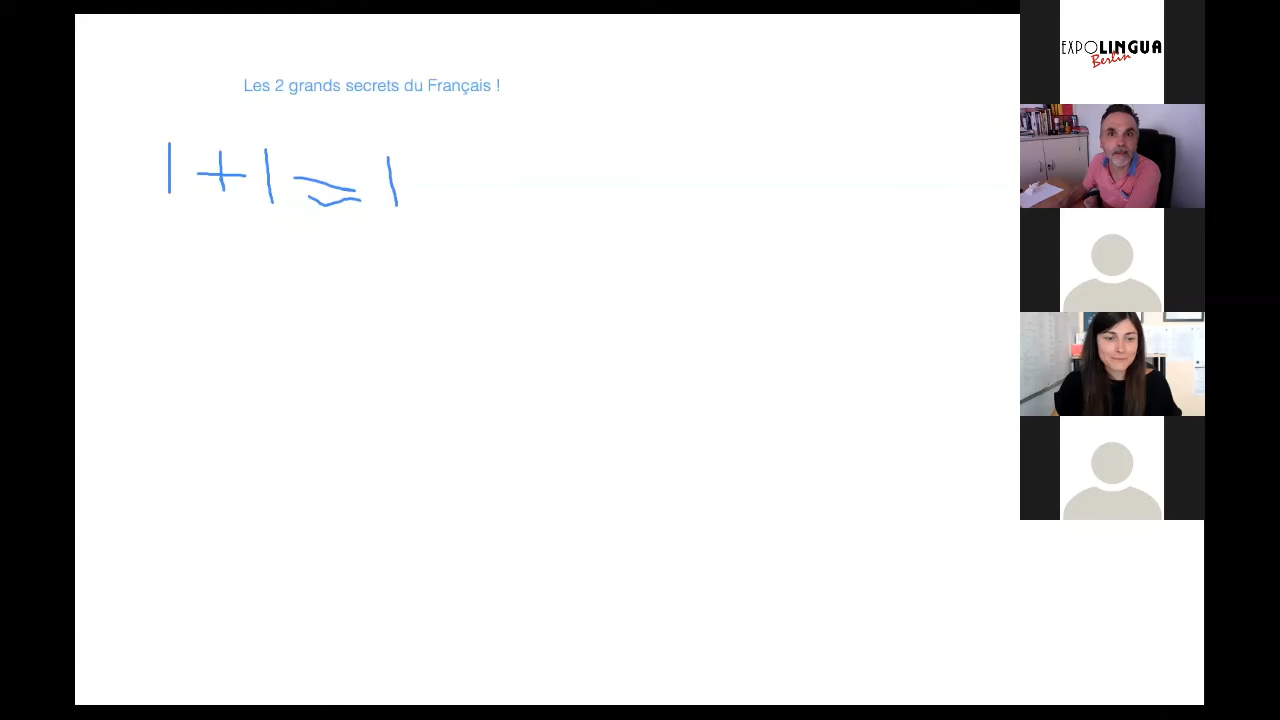 Les 2 grands secrets du Français !
1 + 1 = 1
EXPOLINGUA
Berlin